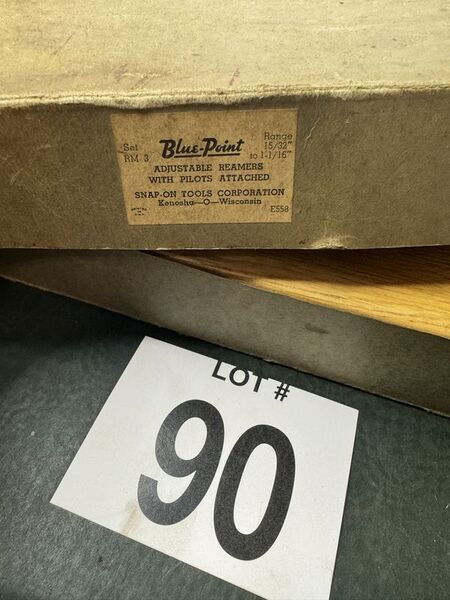 Set RM 3
Blue-Point
Range 15/32" to 1-1/16"
ADJUSTABLE REAMERS
WITH PILOTS ATTACHED
SNAP-ON TOOLS CORPORATION
Kenosha—O—Wisconsin
E558
LOT #
90